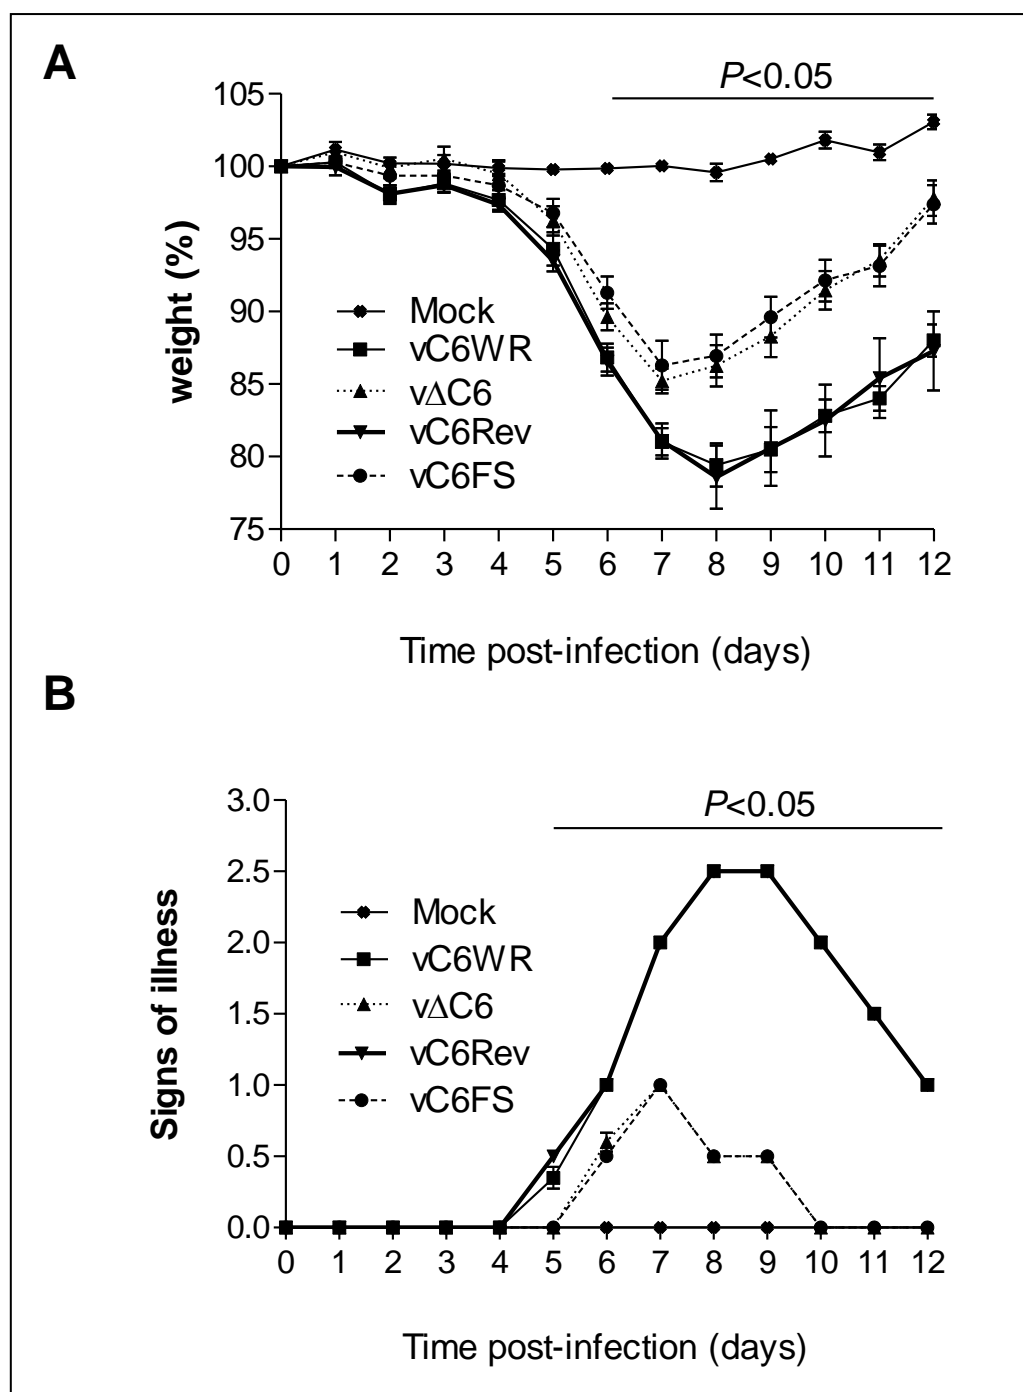 A
P<0.05
105
100
95
90
85
80
75
weight (%)
Mock
vC6WR
v∆C6
vC6Rev
vC6FS
0 1 2 3 4 5 6 7 8 9 10 11 12
Time post-infection (days)
B
P<0.05
3.0
2.5
2.0
1.5
1.0
0.5
0.0
Signs of illness
Mock
vC6WR
v∆C6
vC6Rev
vC6FS
0 1 2 3 4 5 6 7 8 9 10 11 12
Time post-infection (days)